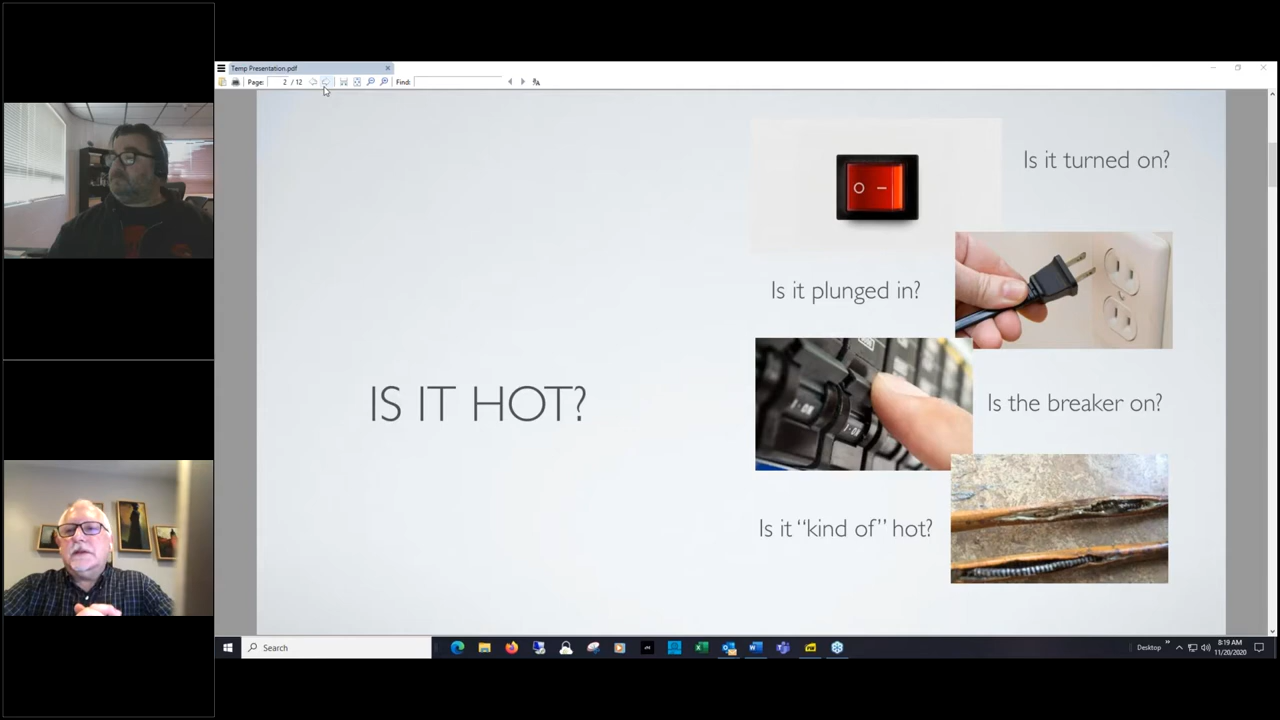 Temp Presentation.pdf
Page: 2 / 12 Find:
Is it turned on?
Is it plunged in?
IS IT HOT?
Is the breaker on?
Is it “kind of” hot?
Search
Desktop
8:19 AM
11/20/2020